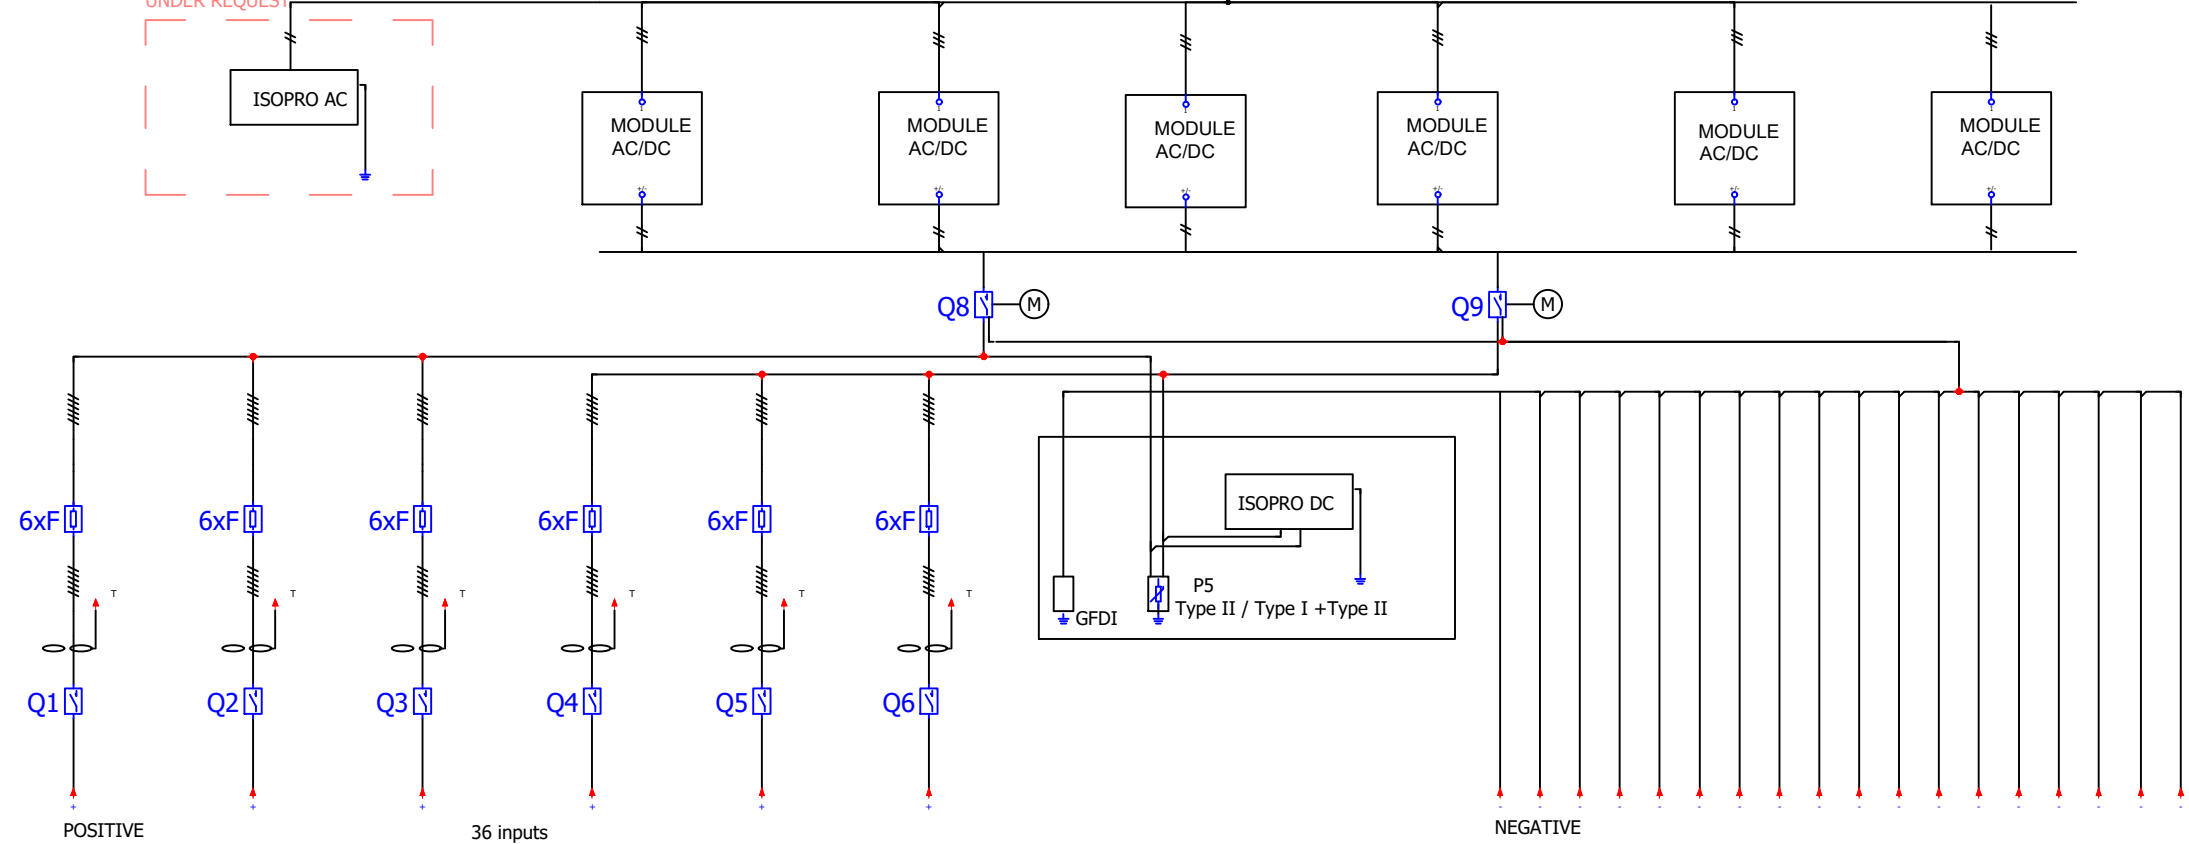 UNDER REQUEST
ISOPRO AC
MODULE
AC/DC
MODULE
AC/DC
MODULE
AC/DC
MODULE
AC/DC
MODULE
AC/DC
MODULE
AC/DC
+/-
+/-
+/-
+/-
+/-
+/-
Q8
M
Q9
M
6xF
6xF
6xF
6xF
6xF
6xF
ISOPRO DC
T
T
T
T
T
T
P5
Type II / Type I +Type II
GFDI
Q1
Q2
Q3
Q4
Q5
Q6
+
+
+
+
+
+
- - - - - - - - - - - - - - - - - -
POSITIVE
36 inputs
NEGATIVE